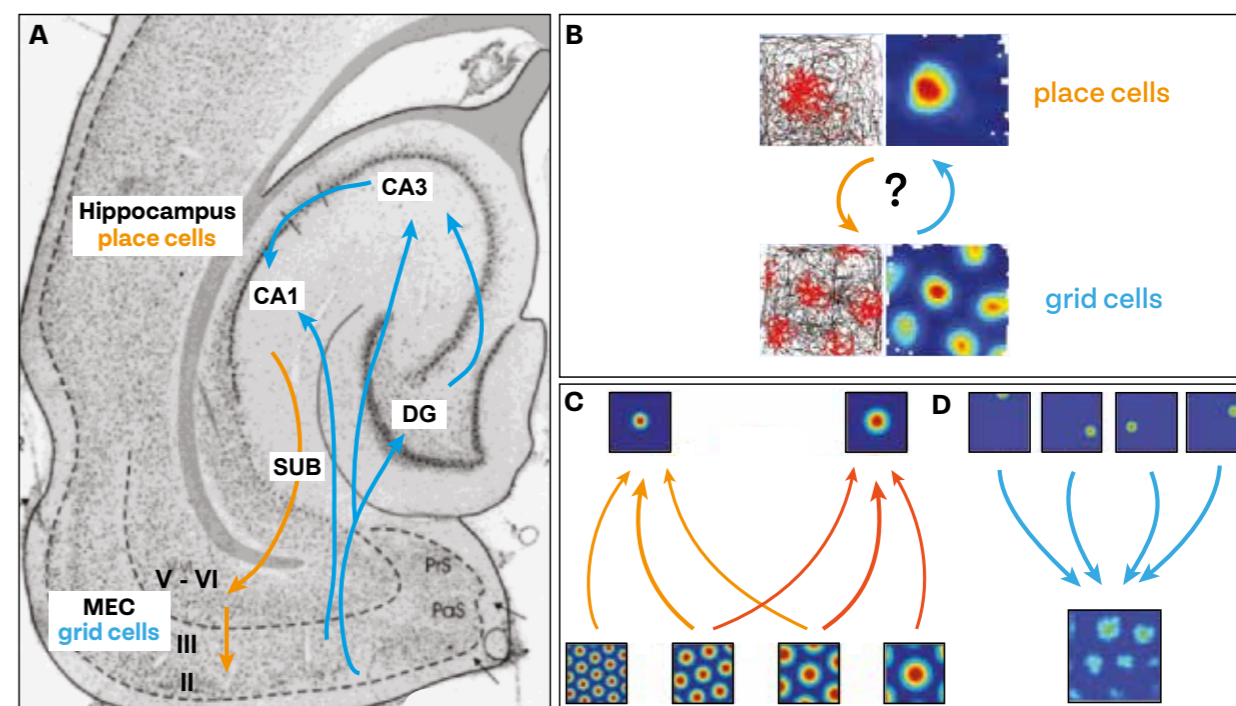 A
CA3
Hippocampus
place cells
CA1
DG
SUB
V - VI
PrS
MEC
grid cells
PaS
III
II
B
place cells
?
grid cells
C
D